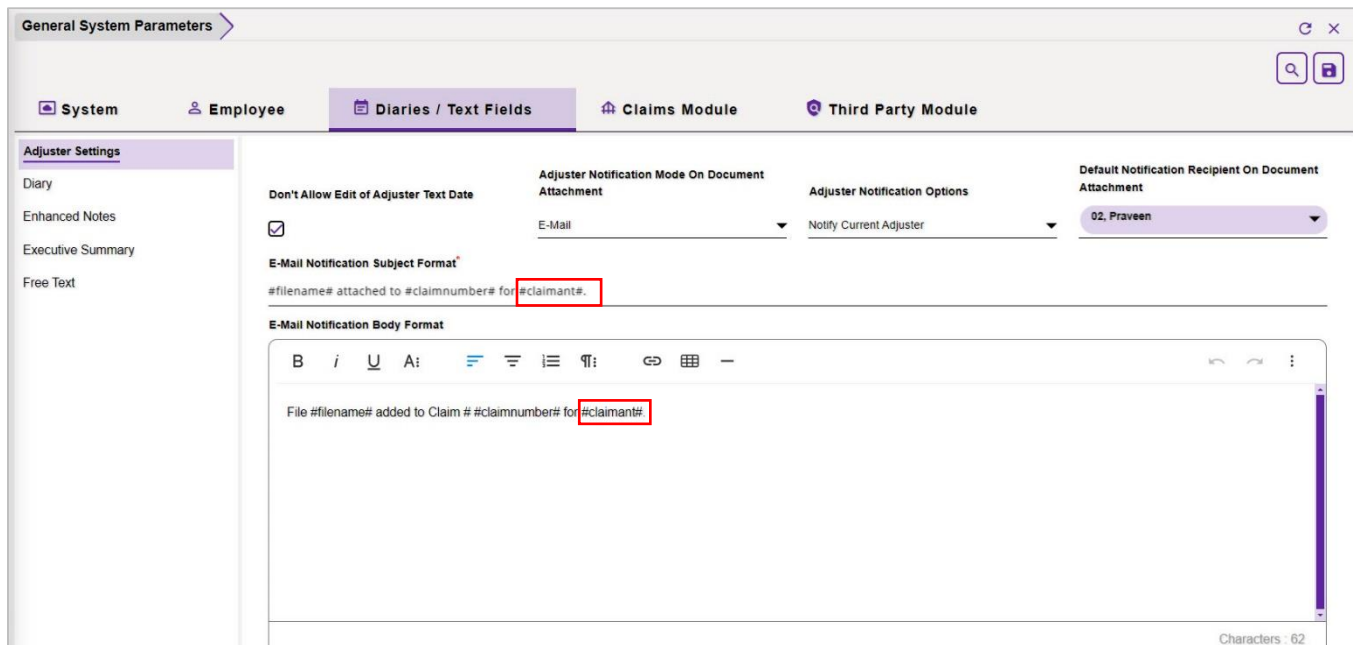 General System Parameters
System
Employee
Diaries / Text Fields
Claims Module
Third Party Module
Adjuster Settings
Diary
Enhanced Notes
Executive Summary
Free Text
Don't Allow Edit of Adjuster Text Date
Adjuster Notification Mode On Document
Attachment
E-Mail
Adjuster Notification Options
Notify Current Adjuster
Default Notification Recipient On Document
Attachment
02, Praveen
E-Mail Notification Subject Format*
#filename# attached to #claimnumber# for #claimant#.
E-Mail Notification Body Format
B i U A
File #filename# added to Claim # #claimnumber# for #claimant#.
Characters : 62